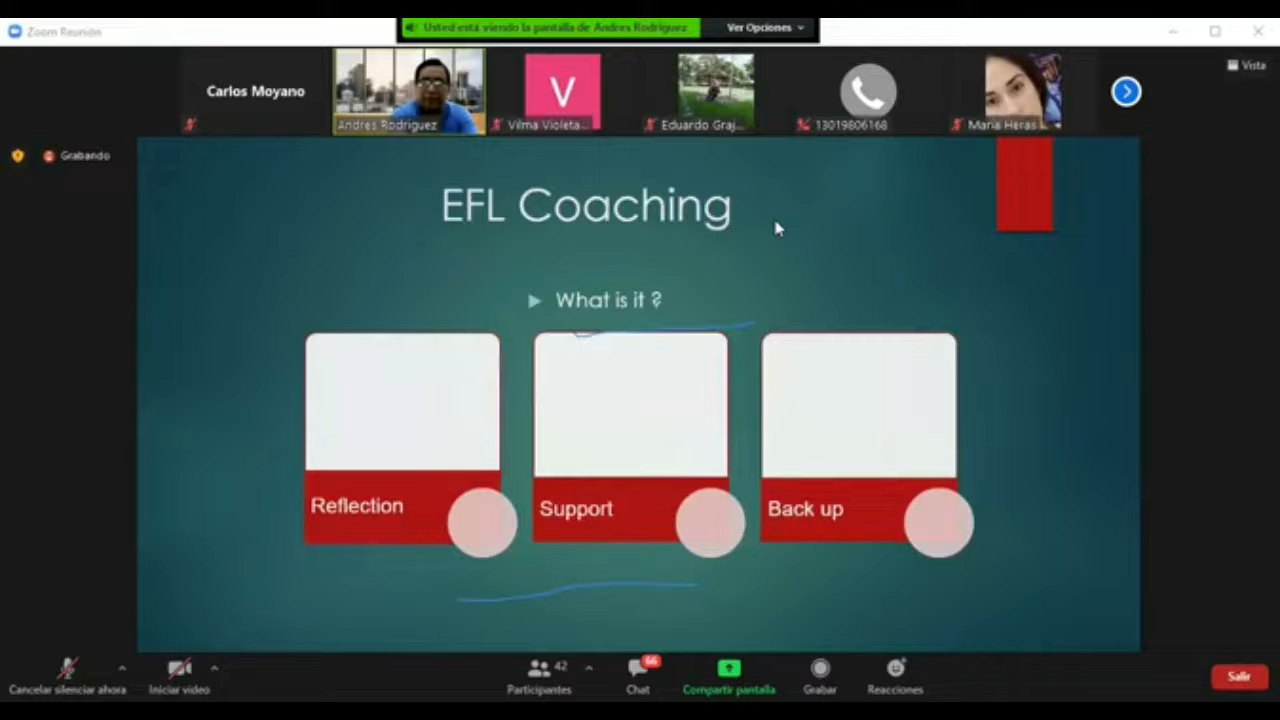 Zoom Reunión
Usted está viendo la pantalla de Andres Rodriguez
Ver Opciones
Vista
Carlos Moyano
Andres Rodriguez
V
Vilma Violeta...
Eduardo Graj...
13019806168
Maria Heras
Grabando
EFL Coaching
What is it ?
Reflection
Support
Back up
Cancelar silenciar ahora
Iniciar video
42
Participantes
66
Chat
Compartir pantalla
Grabar
Reacciones
Salir